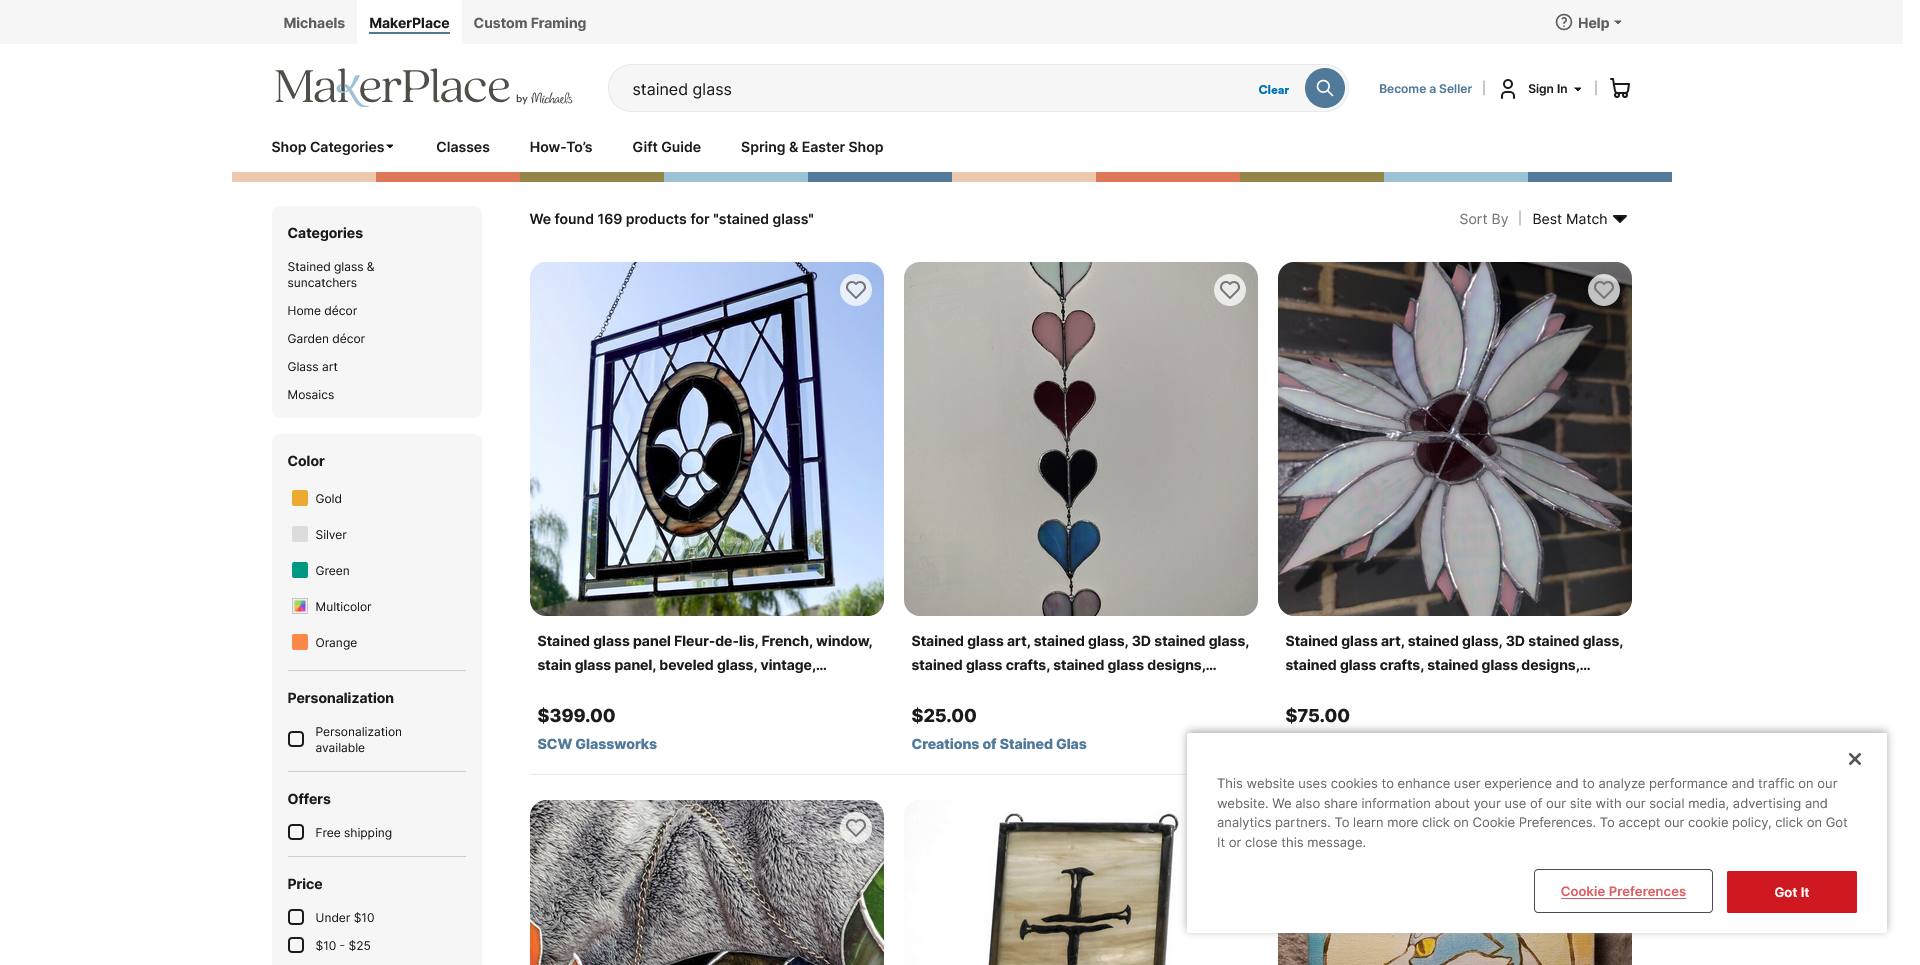 Michaels
MakerPlace
Custom Framing
Help
MakerPlace by Michaels
stained glass
Clear
Become a Seller
Sign In
Shop Categories
Classes
How-To's
Gift Guide
Spring & Easter Shop
Categories
Stained glass &
suncatchers
Home décor
Garden décor
Glass art
Mosaics
Color
Gold
Silver
Green
Multicolor
Orange
Personalization
Personalization
available
Offers
Free shipping
Price
Under $10
$10 - $25
We found 169 products for "stained glass"
Sort By
Best Match
Stained glass panel Fleur-de-lis, French, window,
stain glass panel, beveled glass, vintage,...
$399.00
SCW Glassworks
Stained glass art, stained glass, 3D stained glass,
stained glass crafts, stained glass designs,...
$25.00
Creations of Stained Glas
Stained glass art, stained glass, 3D stained glass,
stained glass crafts, stained glass designs,...
$75.00
This website uses cookies to enhance user experience and to analyze performance and traffic on our
website. We also share information about your use of our site with our social media, advertising and
analytics partners. To learn more click on Cookie Preferences. To accept our cookie policy, click on Got
It or close this message.
Cookie Preferences
Got It